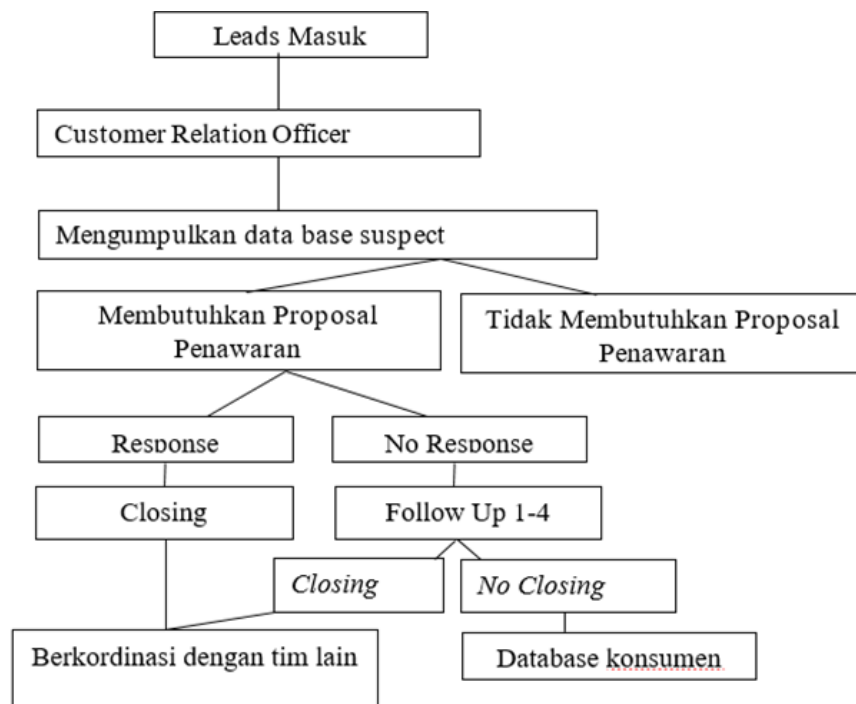 Leads Masuk
Customer Relation Officer
Mengumpulkan data base suspect
Membutuhkan Proposal
Penawaran
Tidak Membutuhkan Proposal
Penawaran
Response
No Response
Closing
Follow Up 1-4
Closing
No Closing
Berkordinasi dengan tim lain
Database konsumen